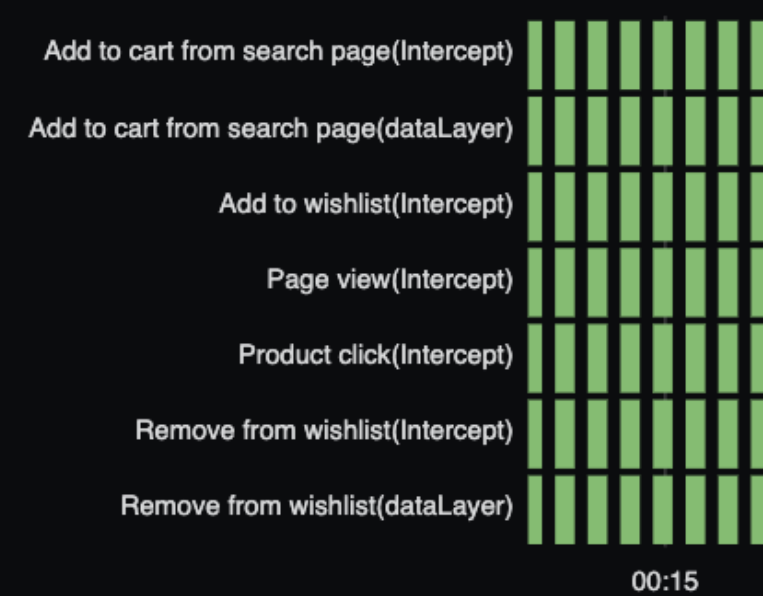 Add to cart from search page(Intercept)
Add to cart from search page(dataLayer)
Add to wishlist(Intercept)
Page view(Intercept)
Product click(Intercept)
Remove from wishlist(Intercept)
Remove from wishlist(dataLayer)
00:15